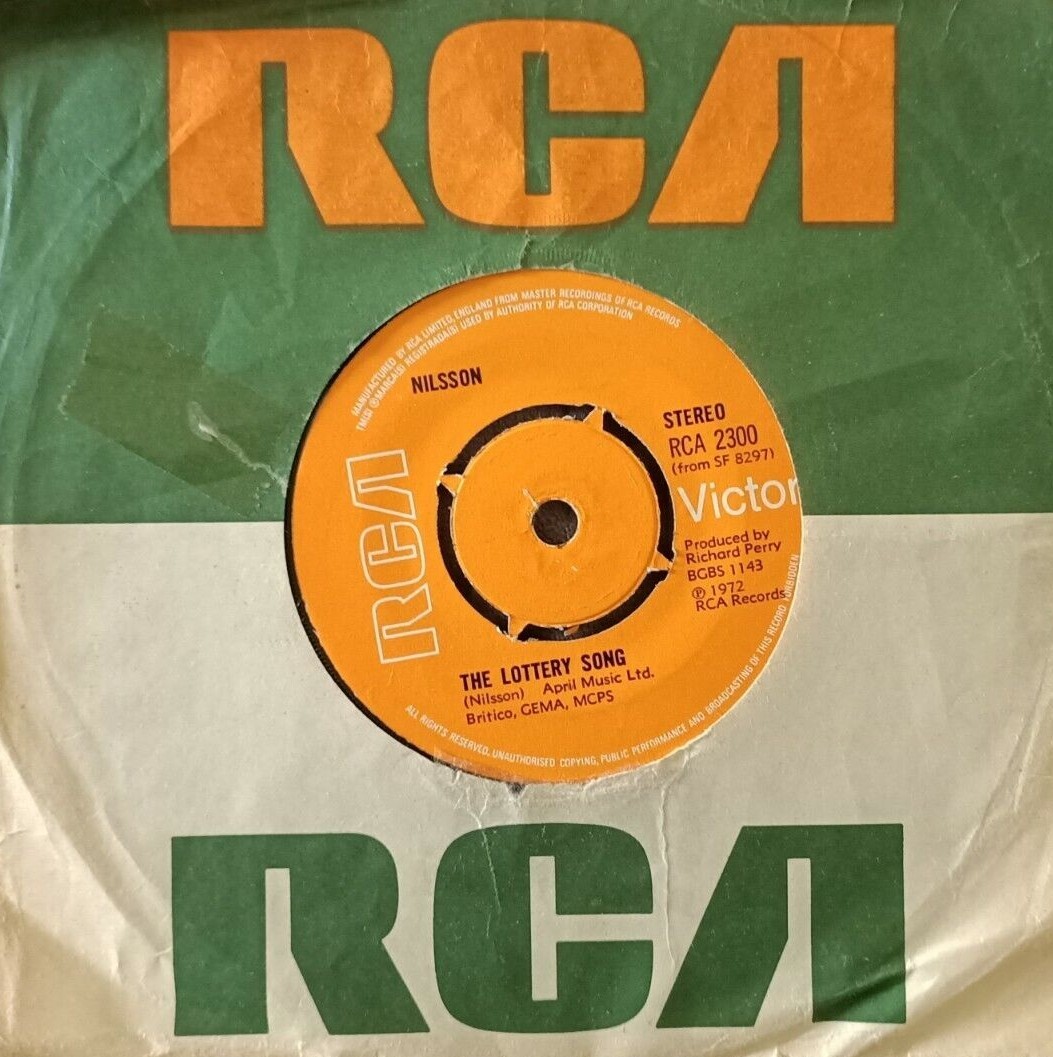 RCA
MANUFACTURED BY RCA LIMITED, ENGLAND FROM MASTER RECORDINGS OF RCA RECORDS
TM(S) ® MARCA(S) REGISTRADA(S) USED BY AUTHORITY OF RCA CORPORATION
NILSSON
STEREO
RCA 2300
(from SF 8297)
RCA
Victor
Produced by
Richard Perry
BGBS 1143
℗ 1972
RCA Records
THE LOTTERY SONG
(Nilsson) April Music Ltd.
Britico, GEMA, MCPS
ALL RIGHTS RESERVED. UNAUTHORISED COPYING, PUBLIC PERFORMANCE AND BROADCASTING OF THIS RECORD FORBIDDEN
RCA